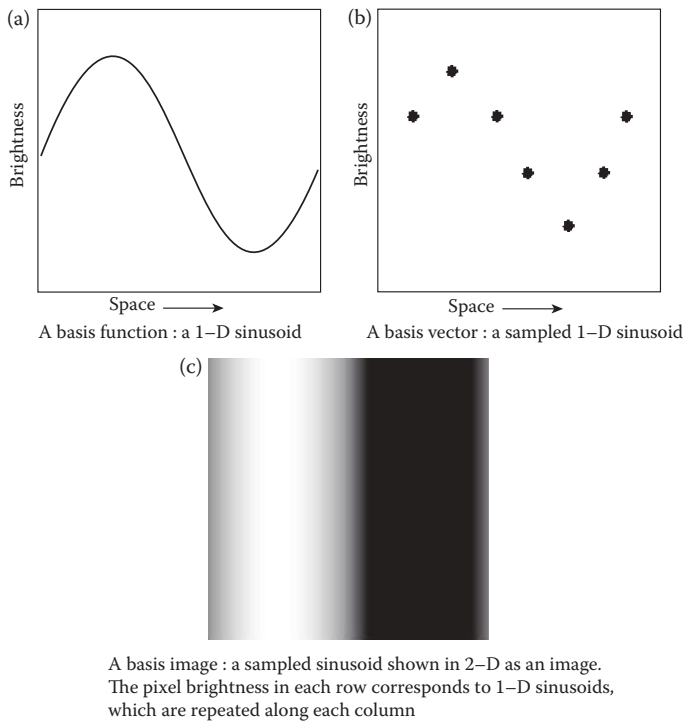 (a)
Brightness
Space
A basis function : a 1–D sinusoid
(b)
Brightness
Space
A basis vector : a sampled 1–D sinusoid
(c)
A basis image : a sampled sinusoid shown in 2–D as an image.
The pixel brightness in each row corresponds to 1–D sinusoids,
which are repeated along each column